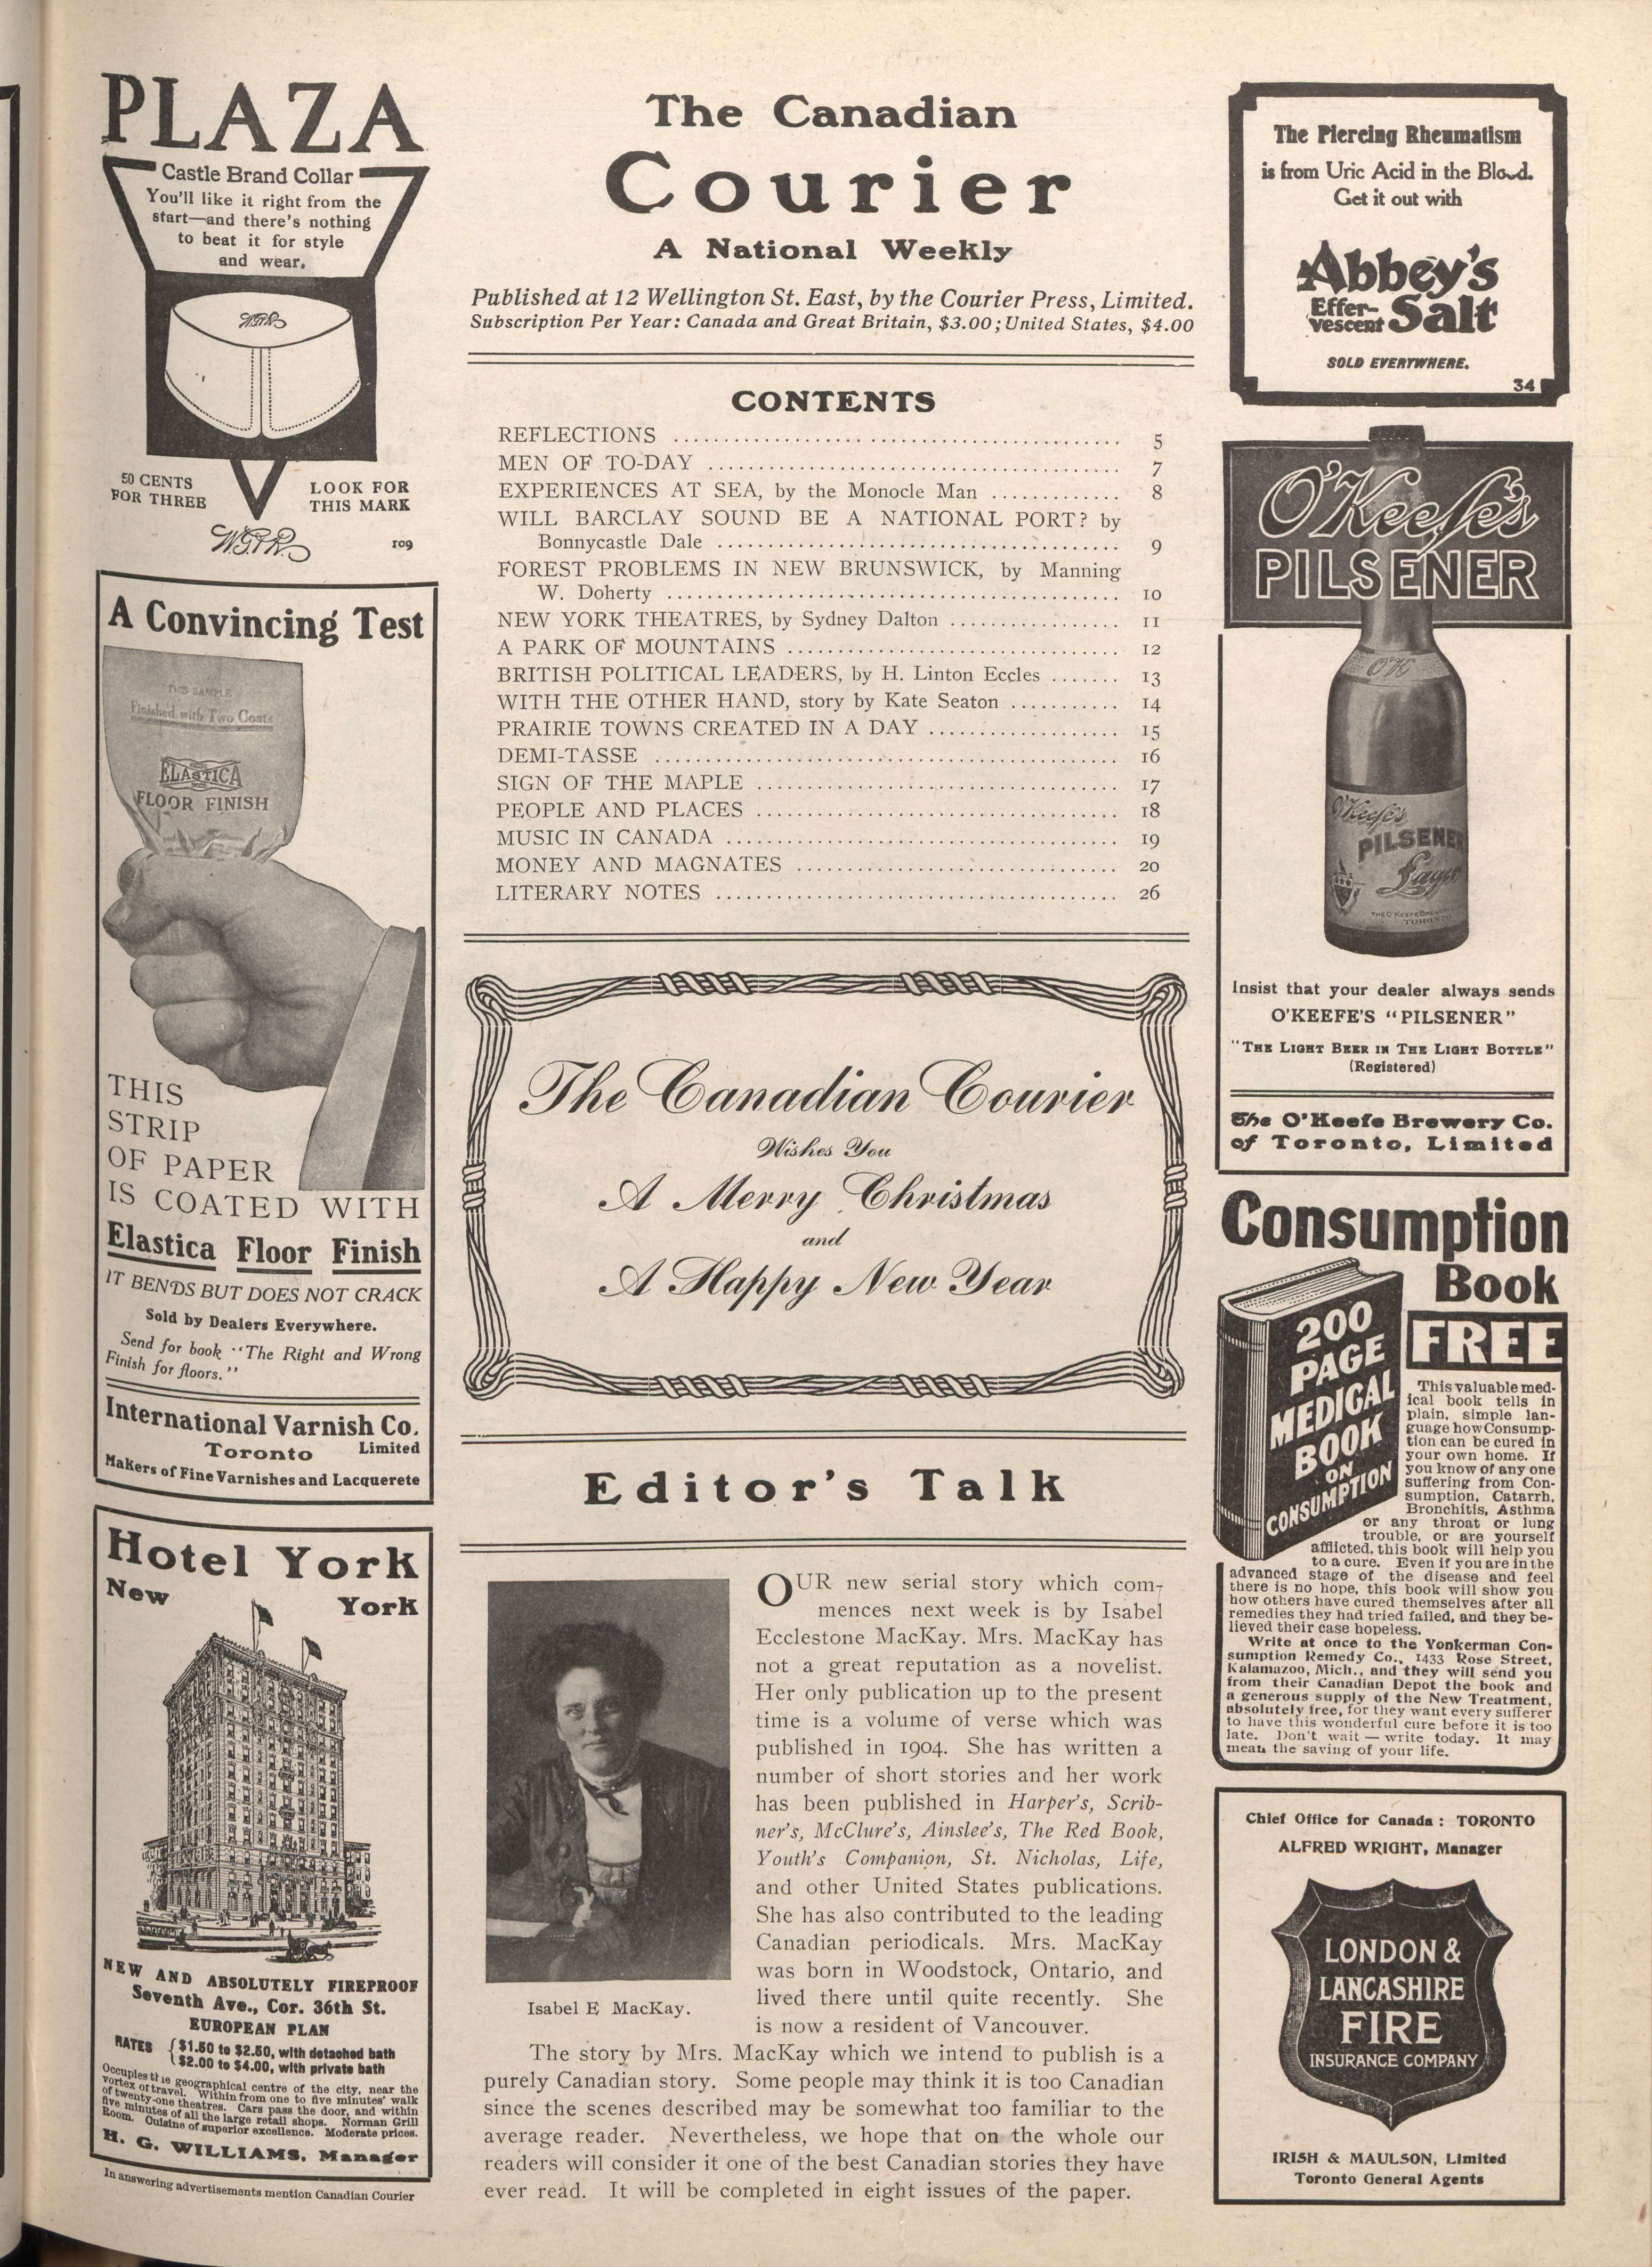 PLAZA
Castle Brand Collar
You'll like it right from the
start—and there's nothing
to beat it for style
and wear.
W.G.&R.
50 CENTS
FOR THREE
LOOK FOR
THIS MARK
W.G.&R.
109
A Convincing Test
THIS SAMPLE
Finished with Two Coats
ELASTICA
FLOOR FINISH
THIS
STRIP
OF PAPER
IS COATED WITH
Elastica Floor Finish
IT BENDS BUT DOES NOT CRACK
Sold by Dealers Everywhere.
Send for book "The Right and Wrong
Finish for floors."
International Varnish Co.
Toronto Limited
Makers of Fine Varnishes and Lacquerete
Hotel York
New York
NEW AND ABSOLUTELY FIREPROOF
Seventh Ave., Cor. 36th St.
EUROPEAN PLAN
RATES { $1.50 to $2.50, with detached bath
$2.00 to $4.00, with private bath
Occupies the geographical centre of the city, near the
vortex of travel. Within from one to five minutes' walk
of twenty-one theatres. Cars pass the door, and within
five minutes of all the large retail shops. Norman Grill
Room. Cuisine of superior excellence. Moderate prices.
H. G. WILLIAMS, Manager
In answering advertisements mention Canadian Courier
The Canadian
Courier
A National Weekly
Published at 12 Wellington St. East, by the Courier Press, Limited.
Subscription Per Year: Canada and Great Britain, $3.00; United States, $4.00
CONTENTS
REFLECTIONS 5
MEN OF TO-DAY 7
EXPERIENCES AT SEA, by the Monocle Man 8
WILL BARCLAY SOUND BE A NATIONAL PORT? by
Bonnycastle Dale 9
FOREST PROBLEMS IN NEW BRUNSWICK, by Manning
W. Doherty 10
NEW YORK THEATRES, by Sydney Dalton 11
A PARK OF MOUNTAINS 12
BRITISH POLITICAL LEADERS, by H. Linton Eccles 13
WITH THE OTHER HAND, story by Kate Seaton 14
PRAIRIE TOWNS CREATED IN A DAY 15
DEMI-TASSE 16
SIGN OF THE MAPLE 17
PEOPLE AND PLACES 18
MUSIC IN CANADA 19
MONEY AND MAGNATES 20
LITERARY NOTES 26
The Canadian Courier
Wishes You
A Merry Christmas
and
A Happy New Year
Editor's Talk
Isabel E MacKay.
OUR new serial story which com-
mences next week is by Isabel
Ecclestone MacKay. Mrs. MacKay has
not a great reputation as a novelist.
Her only publication up to the present
time is a volume of verse which was
published in 1904. She has written a
number of short stories and her work
has been published in Harper's, Scrib-
ner's, McClure's, Ainslee's, The Red Book,
Youth's Companion, St. Nicholas, Life,
and other United States publications.
She has also contributed to the leading
Canadian periodicals. Mrs. MacKay
was born in Woodstock, Ontario, and
lived there until quite recently. She
is now a resident of Vancouver.
The story by Mrs. MacKay which we intend to publish is a
purely Canadian story. Some people may think it is too Canadian
since the scenes described may be somewhat too familiar to the
average reader. Nevertheless, we hope that on the whole our
readers will consider it one of the best Canadian stories they have
ever read. It will be completed in eight issues of the paper.
The Piercing Rheumatism
is from Uric Acid in the Blood.
Get it out with
Abbey's
Effer-
vescent Salt
SOLD EVERYWHERE.
34
O'Keefe's
PILSENER
OK
O'Keefe's
PILSENER
Lager
THE O'KEEFE BREWERY
TORONTO
Insist that your dealer always sends
O'KEEFE'S "PILSENER"
"THE LIGHT BEER IN THE LIGHT BOTTLE"
(Registered)
The O'Keefe Brewery Co.
of Toronto, Limited
Consumption
Book
FREE
200
PAGE
MEDICAL
BOOK
ON
CONSUMPTION
This valuable med-
ical book tells in
plain, simple lan-
guage how Consump-
tion can be cured in
your own home. If
you know of any one
suffering from Con-
sumption, Catarrh,
Bronchitis, Asthma
or any throat or lung
trouble, or are yourself
afflicted, this book will help you
to a cure. Even if you are in the
advanced stage of the disease and feel
there is no hope, this book will show you
how others have cured themselves after all
remedies they had tried failed, and they be-
lieved their case hopeless.
Write at once to the Yonkerman Con-
sumption Remedy Co., 1433 Rose Street,
Kalamazoo, Mich., and they will send you
from their Canadian Depot the book and
a generous supply of the New Treatment,
absolutely free, for they want every sufferer
to have this wonderful cure before it is too
late. Don't wait — write today. It may
mean the saving of your life.
Chief Office for Canada: TORONTO
ALFRED WRIGHT, Manager
LONDON &
LANCASHIRE
FIRE
INSURANCE COMPANY
IRISH & MAULSON, Limited
Toronto General Agents